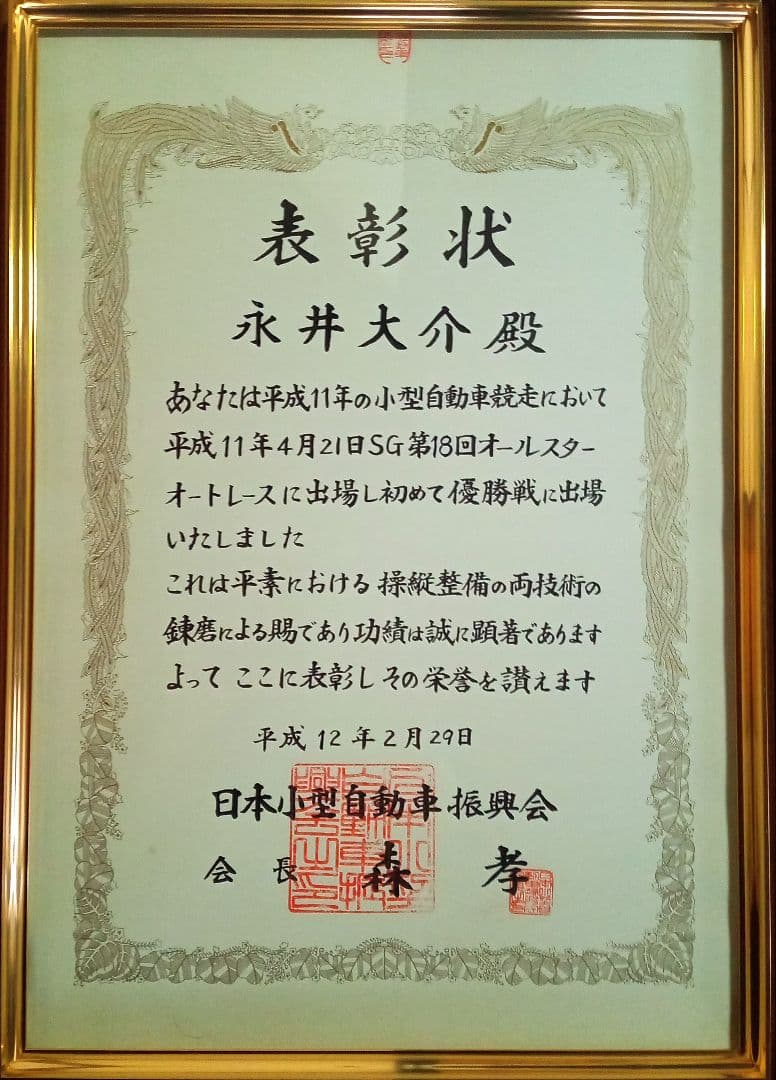 表彰状
永井大介殿
あなたは平成11年の小型自動車競走において
平成11年4月21日SG第18回オールスター
オートレースに出場し初めて優勝戦に出場
いたしました
これは平素における操縦整備の両技術の
錬磨による賜であり功績は誠に顕著であります
よってここに表彰しその栄誉を讃えます
平成12年2月29日
日本小型自動車振興会
会長 森 孝